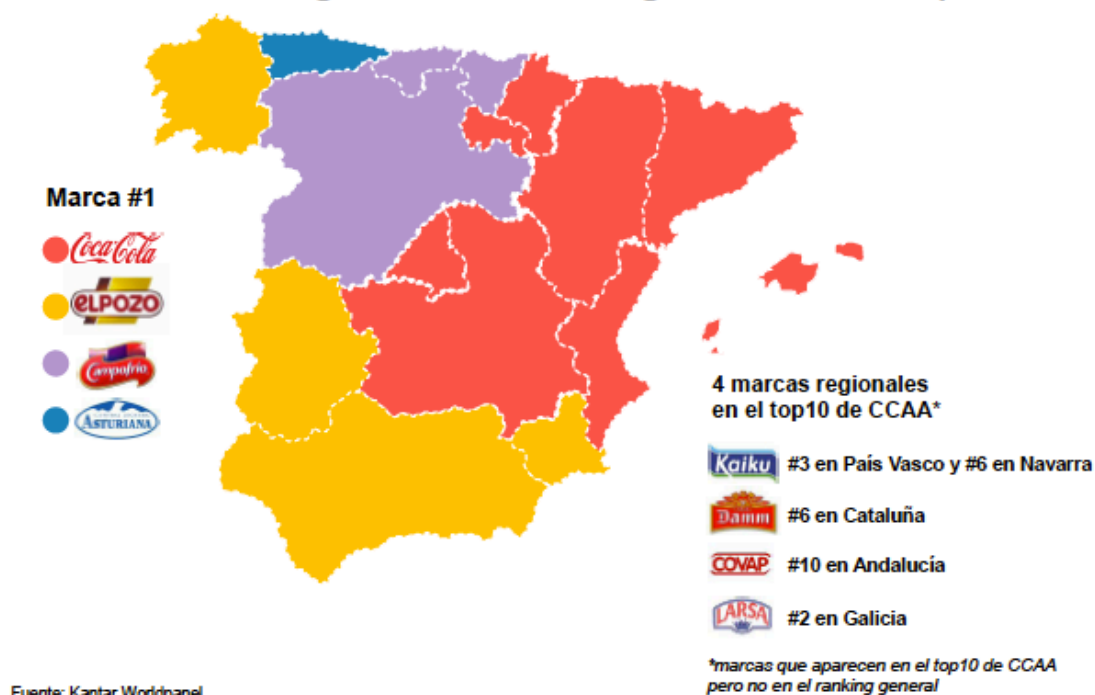 Marca #1
Coca-Cola
ELPOZO
Campofrío
ASTURIANA
4 marcas regionales
en el top10 de CCAA*
Kaiku #3 en País Vasco y #6 en Navarra
Damm #6 en Cataluña
COVAP #10 en Andalucía
LARSA #2 en Galicia
*marcas que aparecen en el top10 de CCAA
pero no en el ranking general
Fuente: Kantar Worldpanel